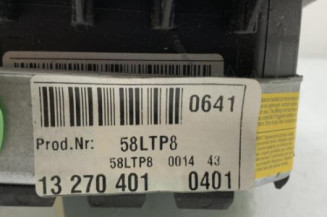 0641
Prod.Nr: 58LTP8
58LTP8 0014 43
13 270 401 0401